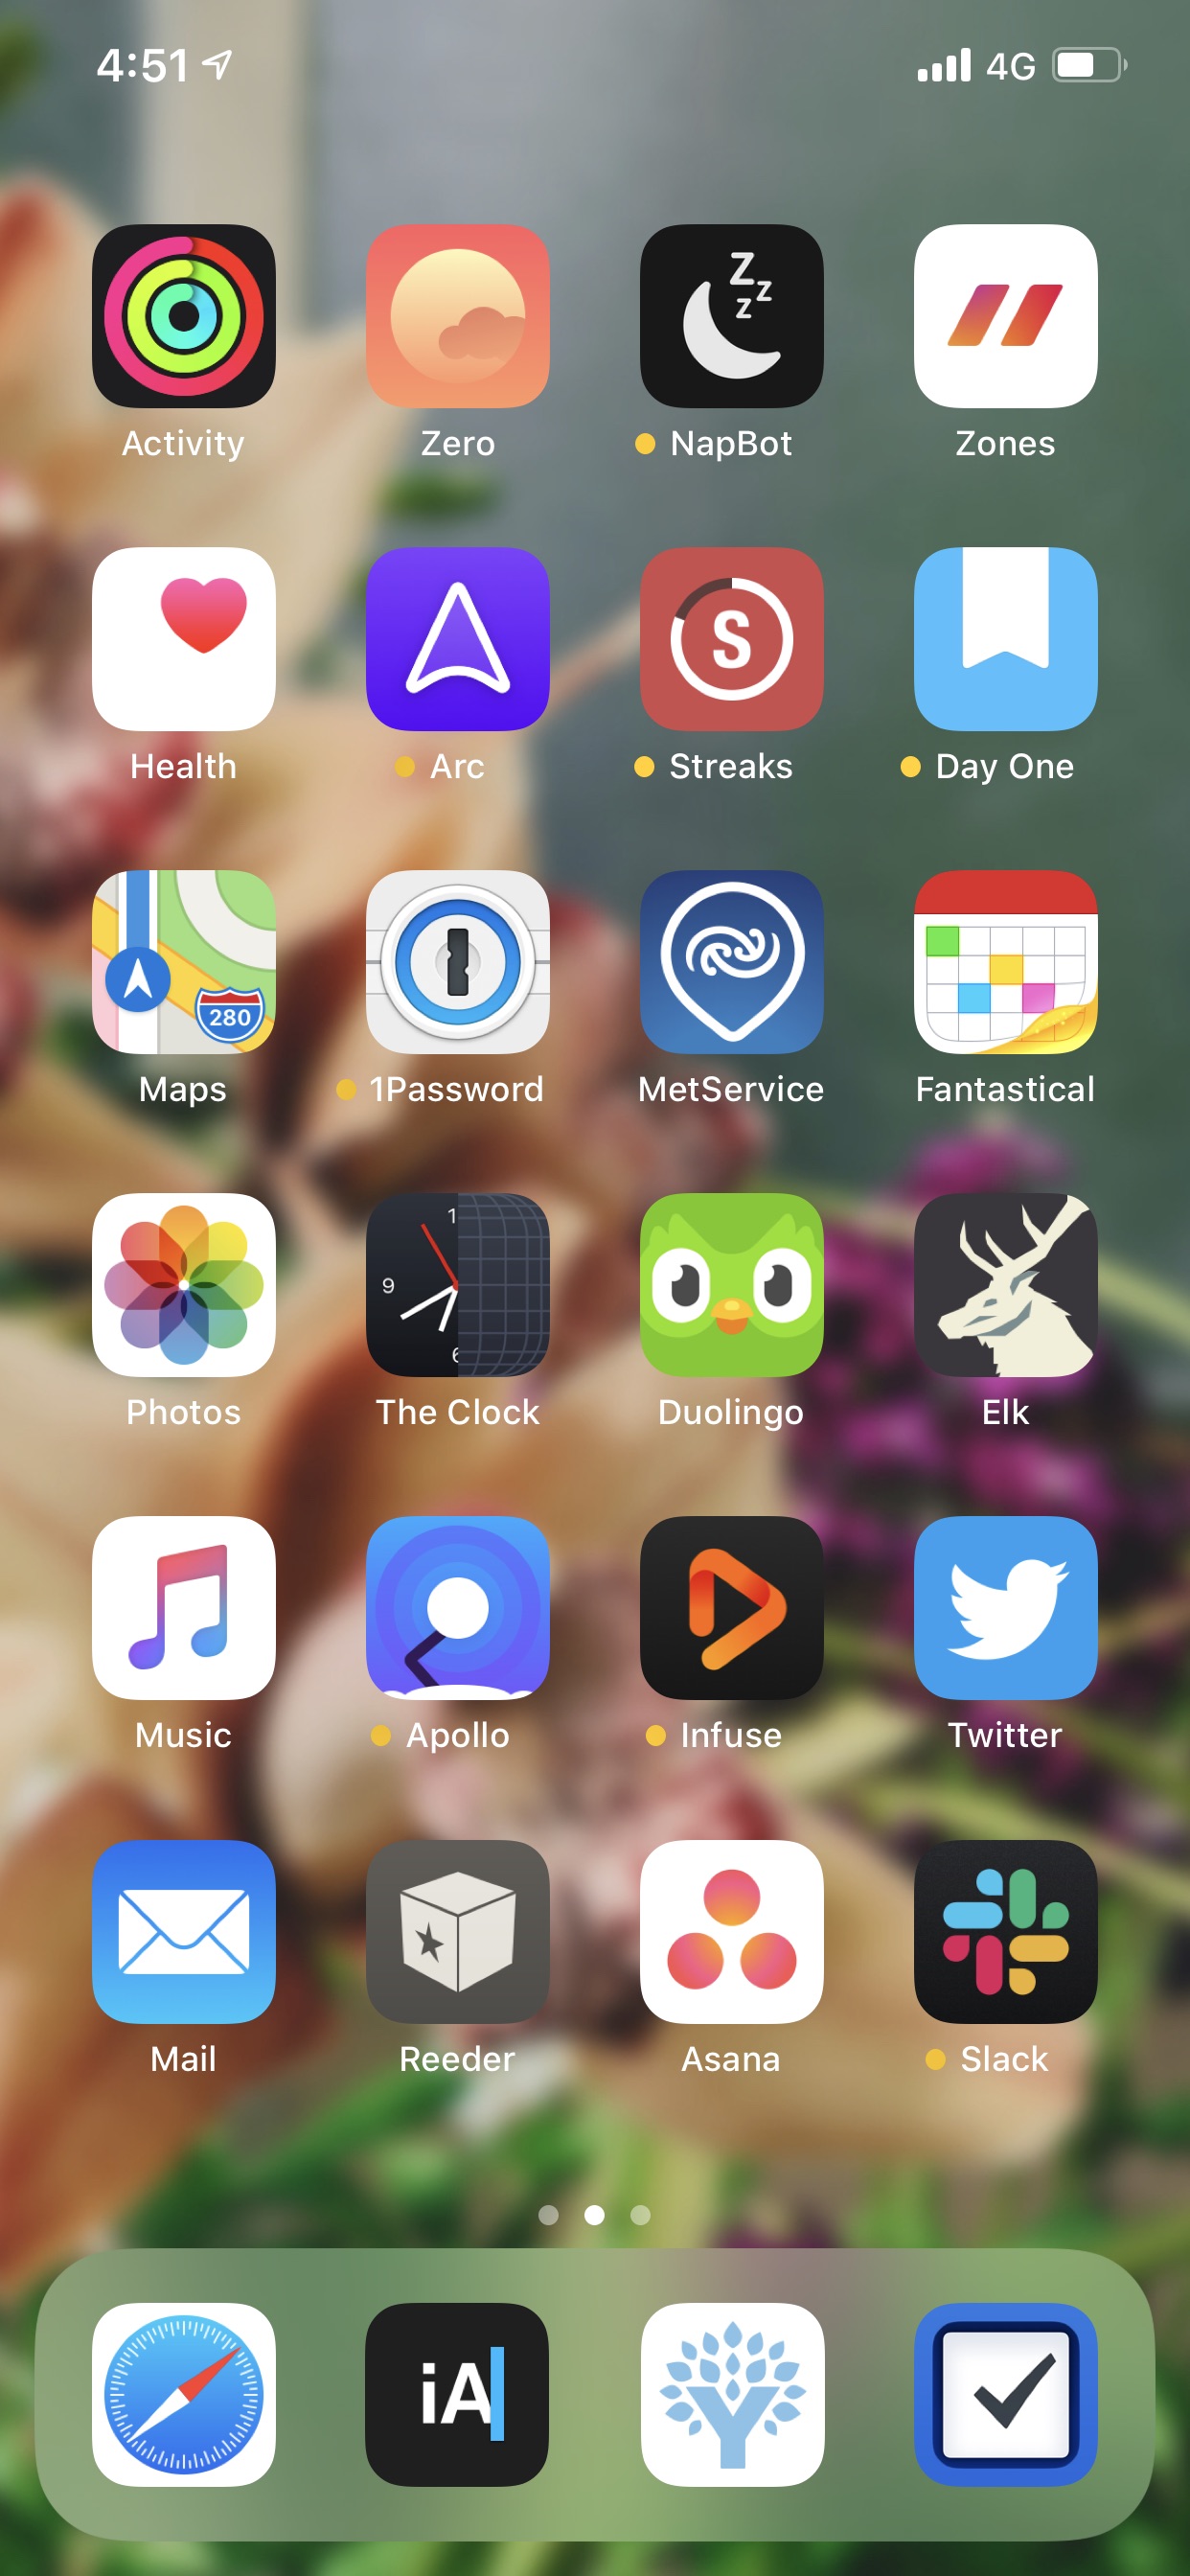 4:51 4G
Z
z
z
Activity Zero NapBot Zones
S
Health Arc Streaks Day One
280
Maps 1Password MetService Fantastical
1
9
6
Photos The Clock Duolingo Elk
Music Apollo Infuse Twitter
Mail Reeder Asana Slack
iA
Y